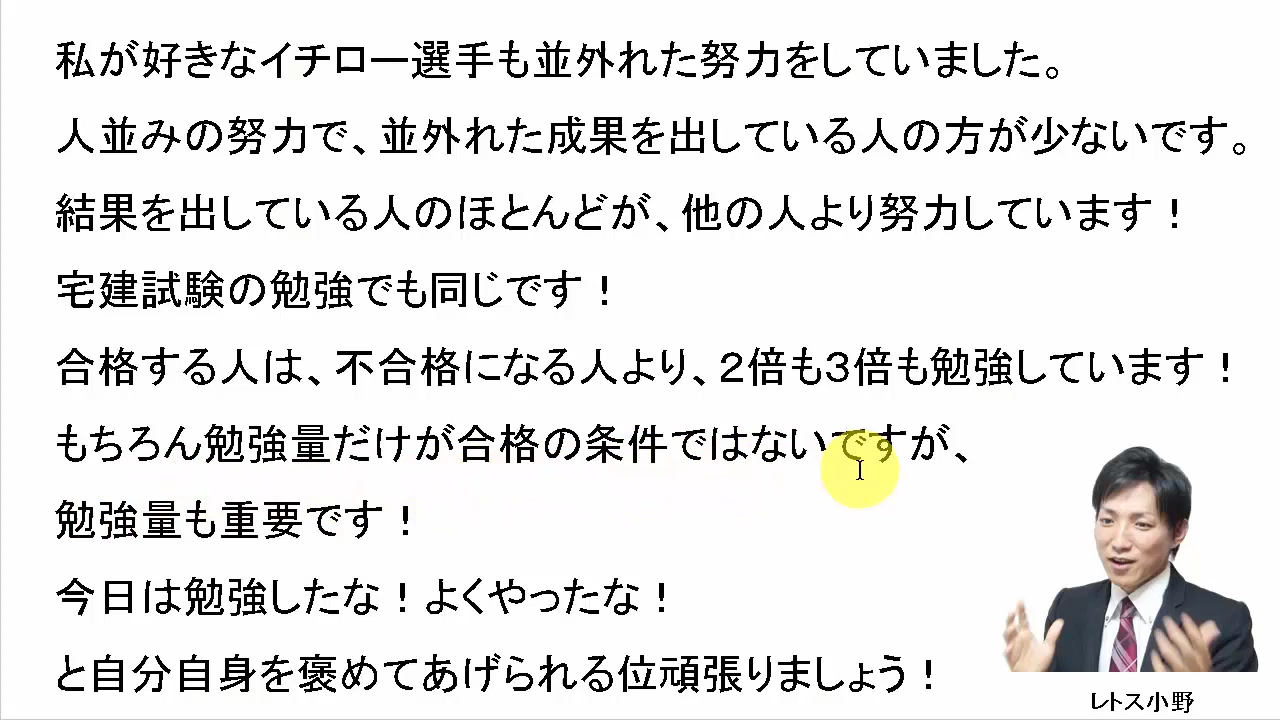 私が好きなイチロー選手も並外れた努力をしていました。
人並みの努力で、並外れた成果を出している人の方が少ないです。
結果を出している人のほとんどが、他の人より努力しています！
宅建試験の勉強でも同じです！
合格する人は、不合格になる人より、２倍も３倍も勉強しています！
もちろん勉強量だけが合格の条件ではないですが、
勉強量も重要です！
今日は勉強したな！よくやったな！
と自分自身を褒めてあげられる位頑張りましょう！
レトス小野